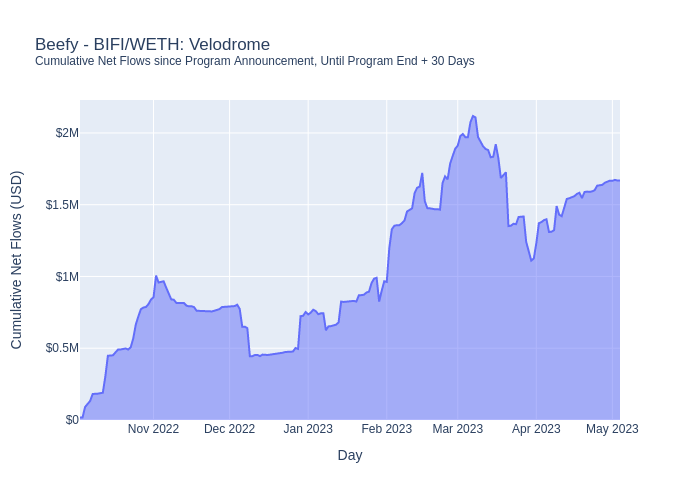 Beefy - BIFI/WETH: Velodrome
Cumulative Net Flows since Program Announcement, Until Program End + 30 Days
Cumulative Net Flows (USD)
$2M
$1.5M
$1M
$0.5M
$0
Nov 2022 Dec 2022 Jan 2023 Feb 2023 Mar 2023 Apr 2023 May 2023
Day